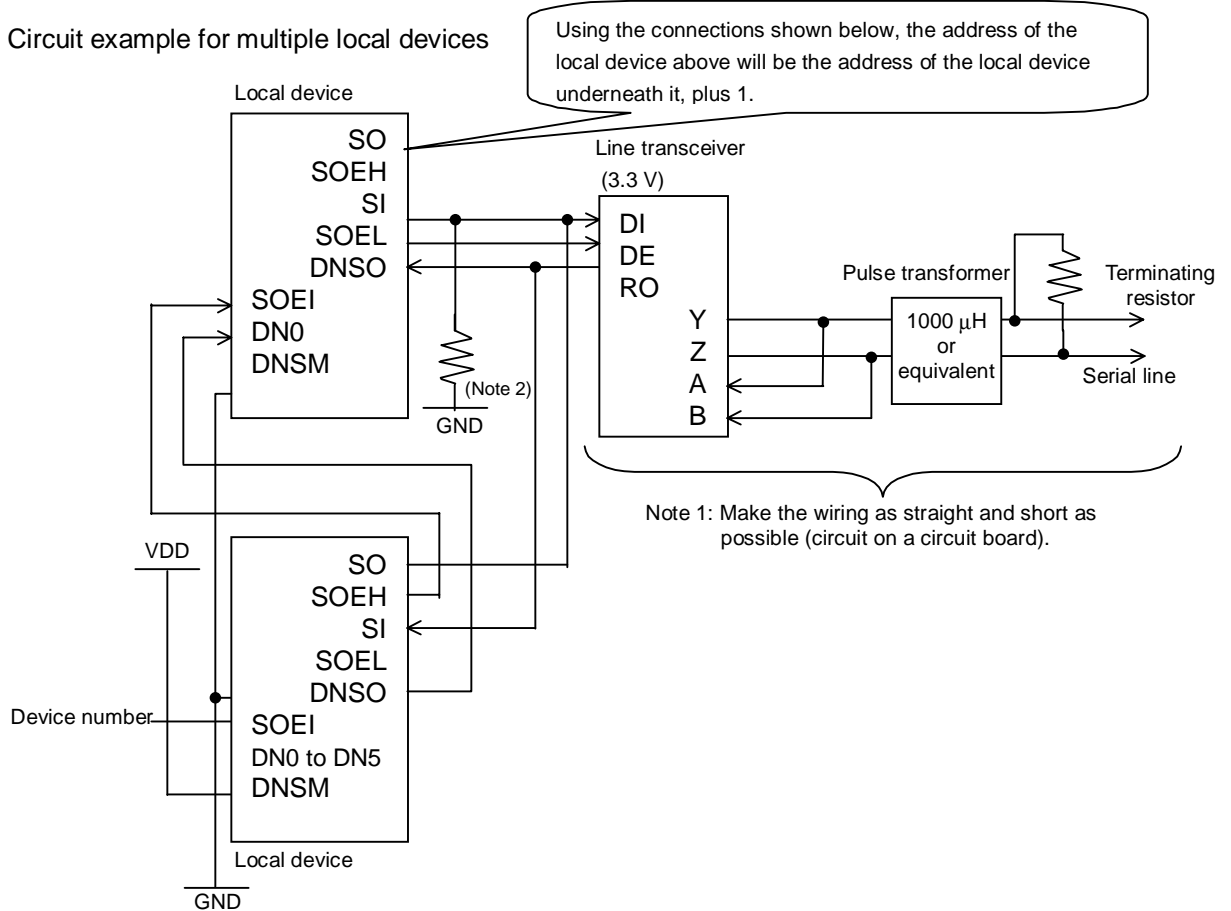 Circuit example for multiple local devices
Using the connections shown below, the address of the
local device above will be the address of the local device
underneath it, plus 1.
Local device
SO
SOEH
SI
SOEL
DNSO
SOEI
DN0
DNSM
(Note 2)
GND
Line transceiver
(3.3 V)
DI
DE
RO
Y
Z
A
B
Pulse transformer
1000 μH
or
equivalent
Terminating
resistor
Serial line
Note 1: Make the wiring as straight and short as
possible (circuit on a circuit board).
VDD
SO
SOEH
SI
SOEL
DNSO
Device number
SOEI
DN0 to DN5
DNSM
Local device
GND